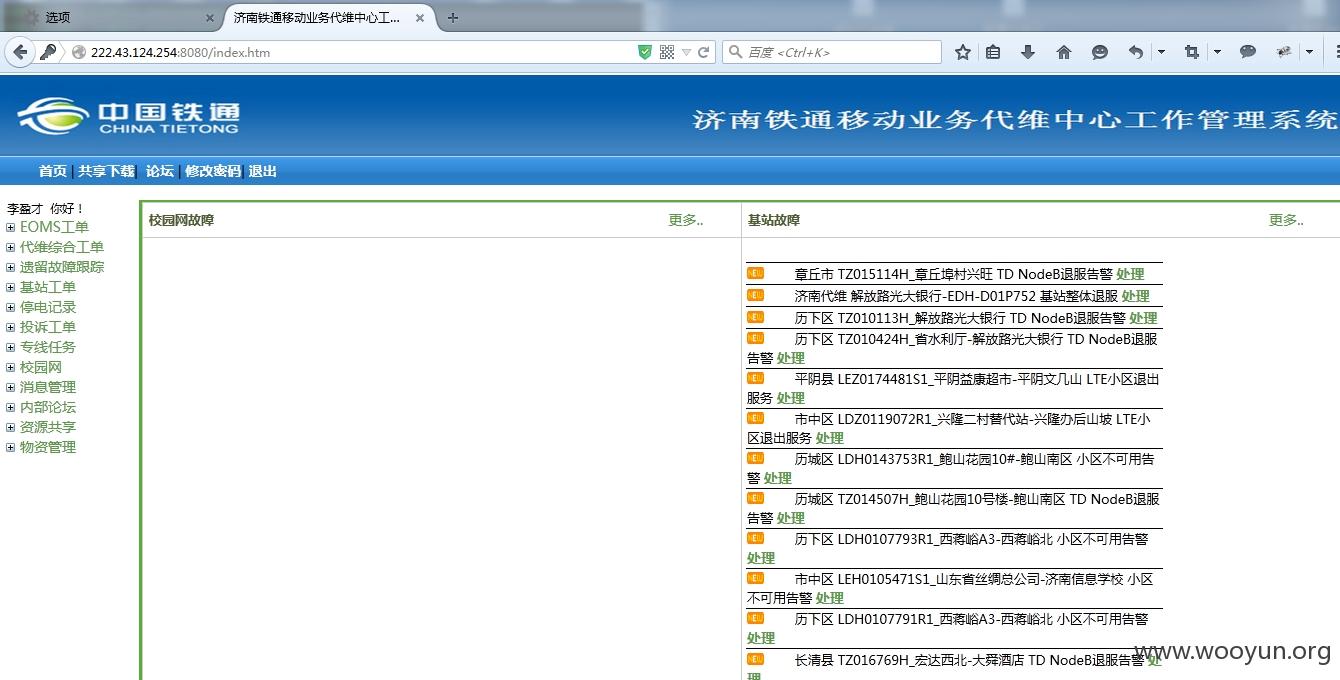 选项
济南铁通移动业务代维中心工...
222.43.124.254:8080/index.htm
百度 <Ctrl+K>
中国铁通
CHINA TIETONG
济南铁通移动业务代维中心工作管理系统
首页 | 共享下载| 论坛 | 修改密码| 退出
李盈才 你好！
EOMS工单
代维综合工单
遗留故障跟踪
基站工单
停电记录
投诉工单
专线任务
校园网
消息管理
内部论坛
资源共享
物资管理
校园网故障
更多..
基站故障
更多..
NEW 章丘市 TZ015114H_章丘埠村兴旺 TD NodeB退服告警 处理
NEW 济南代维 解放路光大银行-EDH-D01P752 基站整体退服 处理
NEW 历下区 TZ010113H_解放路光大银行 TD NodeB退服告警 处理
NEW 历下区 TZ010424H_省水利厅-解放路光大银行 TD NodeB退服
告警 处理
NEW 平阴县 LEZ0174481S1_平阴益康超市-平阴文几山 LTE小区退出
服务 处理
NEW 市中区 LDZ0119072R1_兴隆二村替代站-兴隆办后山坡 LTE小
区退出服务 处理
NEW 历城区 LDH0143753R1_鲍山花园10#-鲍山南区 小区不可用告
警 处理
NEW 历城区 TZ014507H_鲍山花园10号楼-鲍山南区 TD NodeB退服
告警 处理
NEW 历下区 LDH0107793R1_西蒋峪A3-西蒋峪北 小区不可用告警
处理
NEW 市中区 LEH0105471S1_山东省丝绸总公司-济南信息学校 小区
不可用告警 处理
NEW 历下区 LDH0107791R1_西蒋峪A3-西蒋峪北 小区不可用告警
处理
NEW 长清县 TZ016769H_宏达西北-大舜酒店 TD NodeB退服告警 处
理
www.wooyun.org